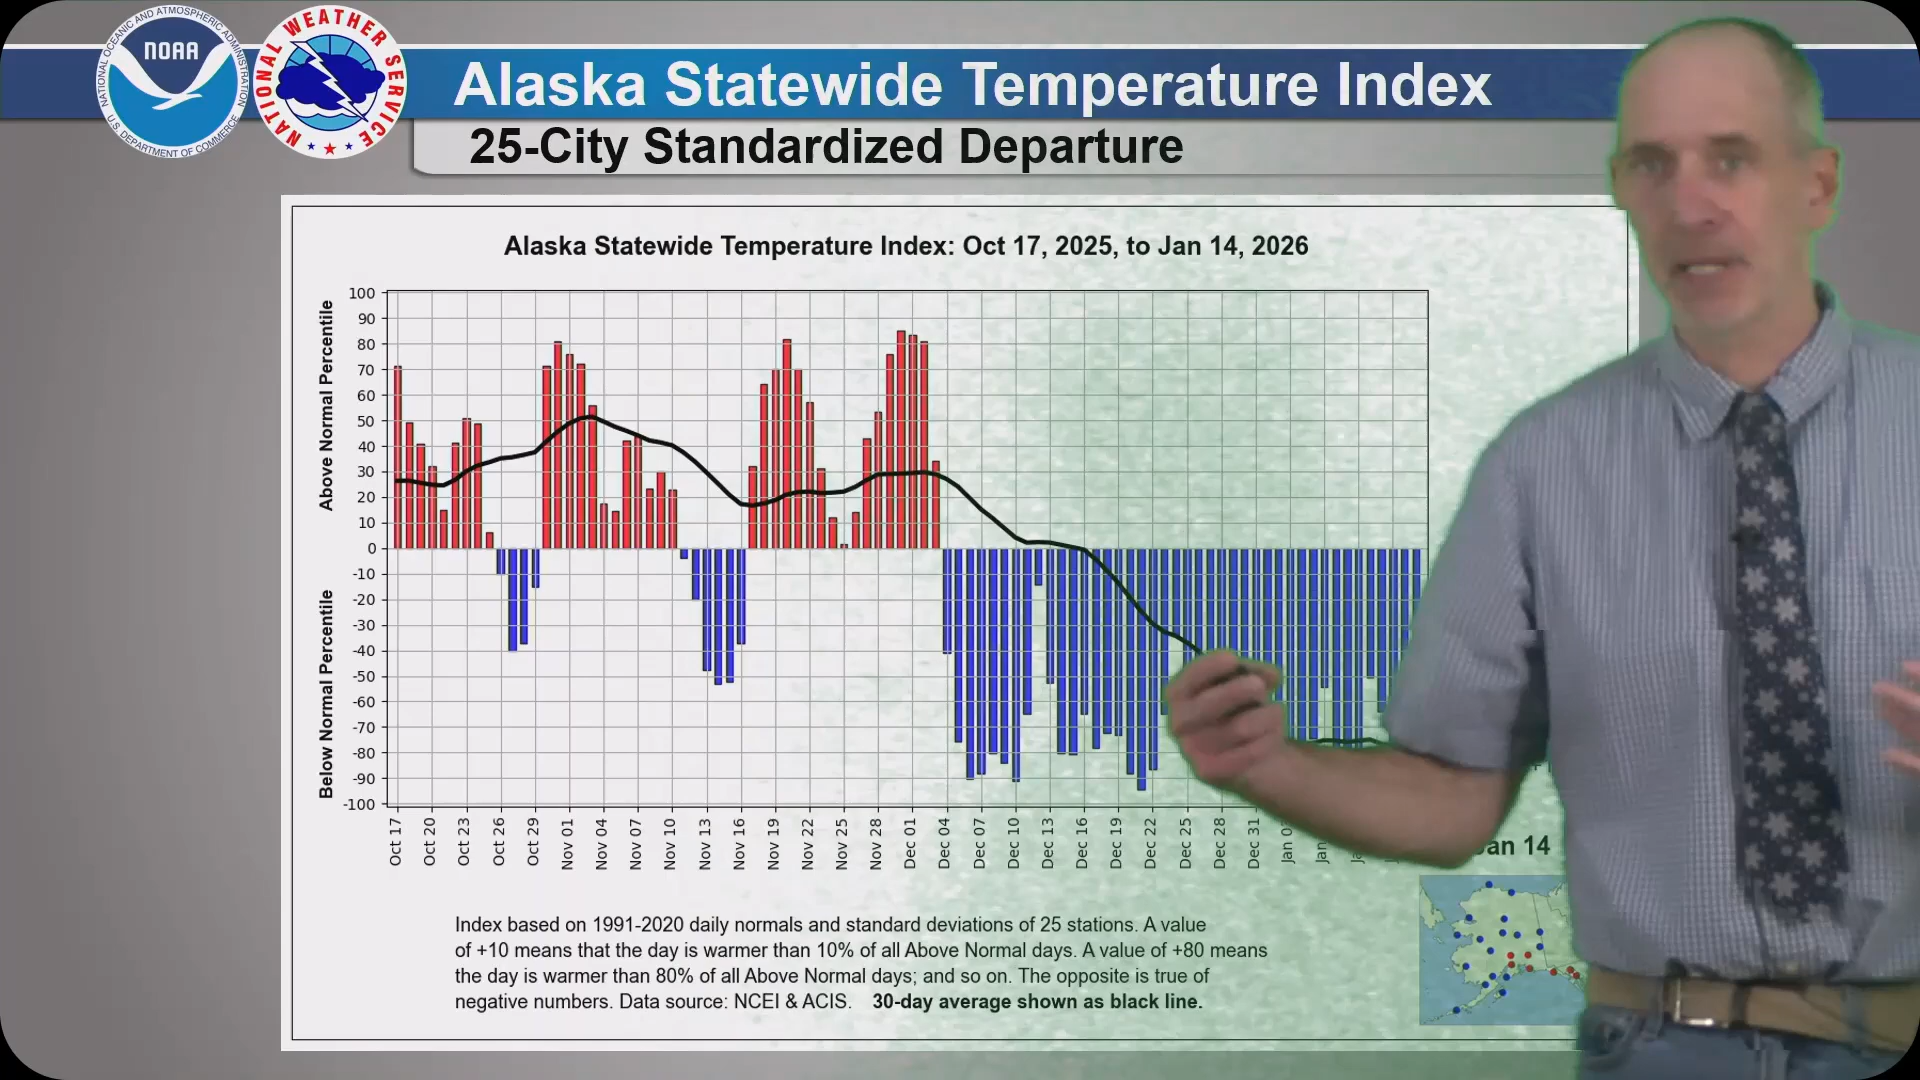 NATIONAL OCEANIC AND ATMOSPHERIC ADMINISTRATION
NOAA
U.S. DEPARTMENT OF COMMERCE
NATIONAL WEATHER SERVICE
Alaska Statewide Temperature Index
25-City Standardized Departure
Alaska Statewide Temperature Index: Oct 17, 2025, to Jan 14, 2026
Above Normal Percentile
Below Normal Percentile
100
90
80
70
60
50
40
30
20
10
0
-10
-20
-30
-40
-50
-60
-70
-80
-90
-100
Oct 17
Oct 20
Oct 23
Oct 26
Oct 29
Nov 01
Nov 04
Nov 07
Nov 10
Nov 13
Nov 16
Nov 19
Nov 22
Nov 25
Nov 28
Dec 01
Dec 04
Dec 07
Dec 10
Dec 13
Dec 16
Dec 19
Dec 22
Dec 25
Dec 28
Dec 31
Jan
Jan
Jan 14
Index based on 1991-2020 daily normals and standard deviations of 25 stations. A value
of +10 means that the day is warmer than 10% of all Above Normal days. A value of +80 means
the day is warmer than 80% of all Above Normal days; and so on. The opposite is true of
negative numbers. Data source: NCEI & ACIS. 30-day average shown as black line.